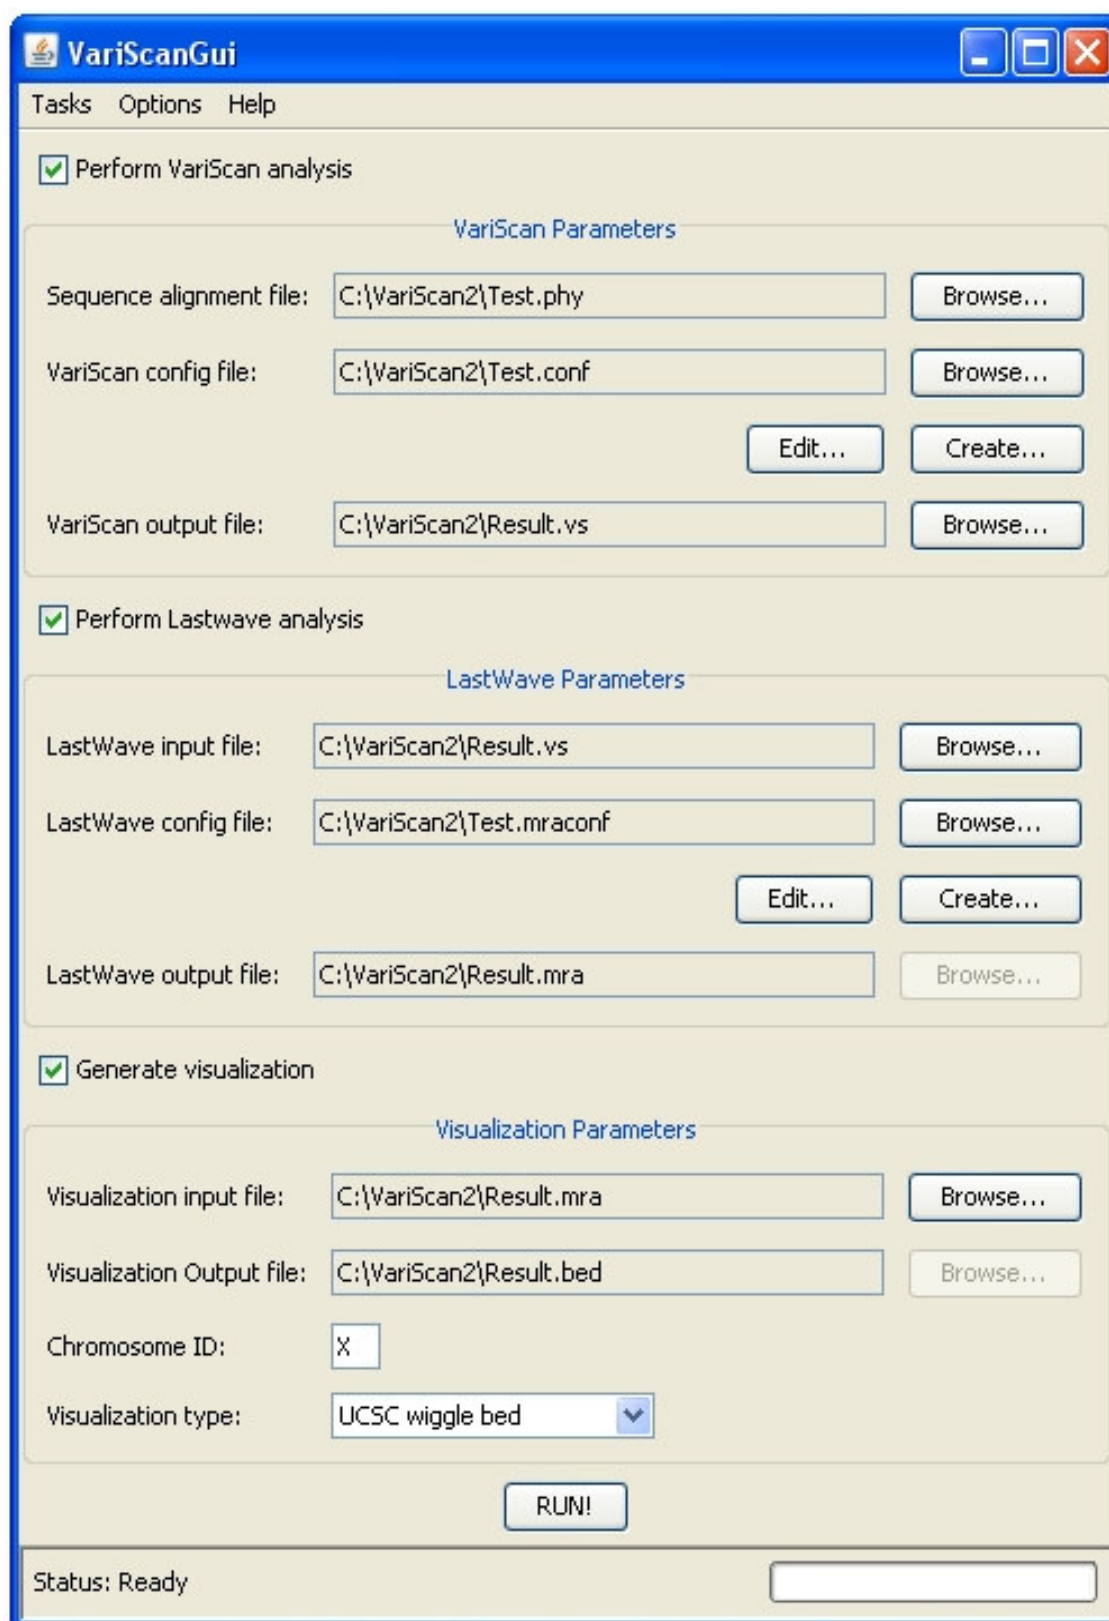 VariScanGui
Tasks Options Help
Perform VariScan analysis
VariScan Parameters
Sequence alignment file: C:\VariScan2\Test.phy Browse...
VariScan config file: C:\VariScan2\Test.conf Browse...
Edit... Create...
VariScan output file: C:\VariScan2\Result.vs Browse...
Perform Lastwave analysis
LastWave Parameters
LastWave input file: C:\VariScan2\Result.vs Browse...
LastWave config file: C:\VariScan2\Test.mraconf Browse...
Edit... Create...
LastWave output file: C:\VariScan2\Result.mra Browse...
Generate visualization
Visualization Parameters
Visualization input file: C:\VariScan2\Result.mra Browse...
Visualization Output file: C:\VariScan2\Result.bed Browse...
Chromosome ID: X
Visualization type: UCSC wiggle bed
RUN!
Status: Ready